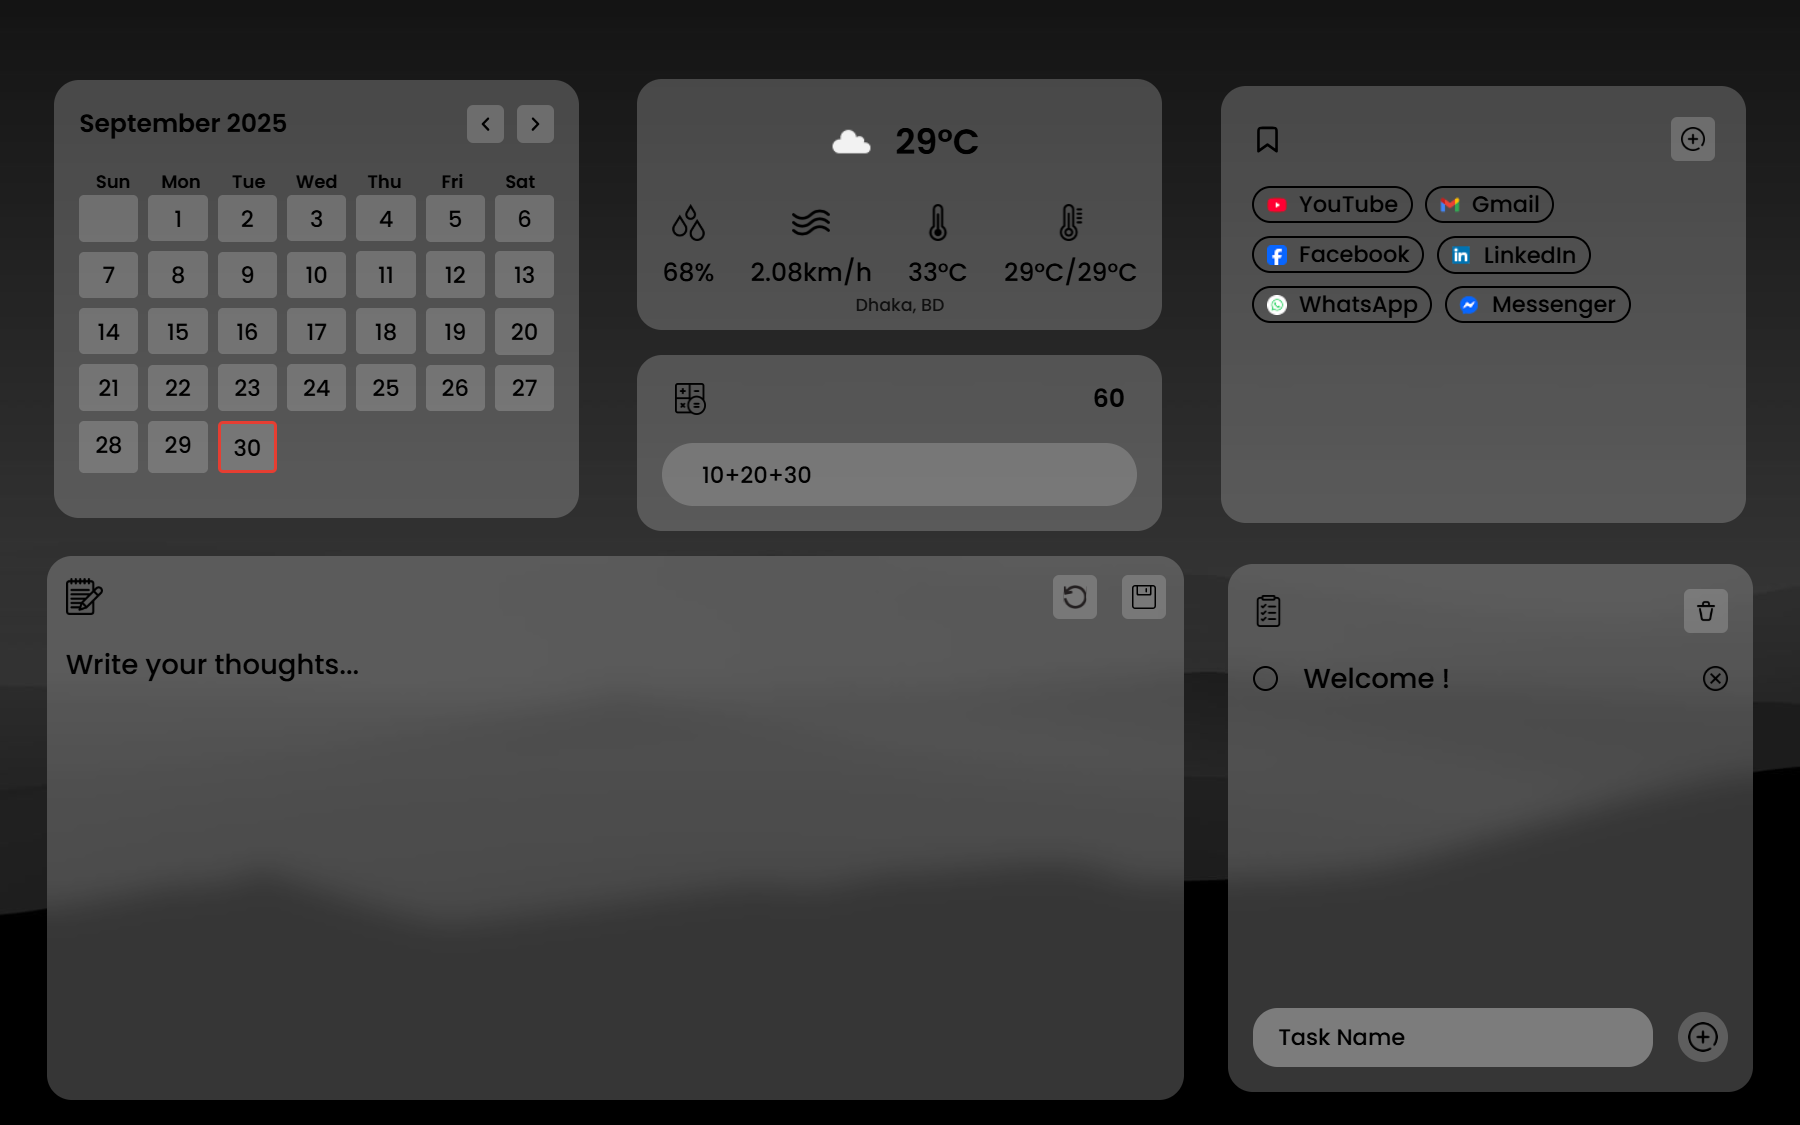 September 2025
Sun Mon Tue Wed Thu Fri Sat
1 2 3 4 5 6
7 8 9 10 11 12 13
14 15 16 17 18 19 20
21 22 23 24 25 26 27
28 29 30
29°C
68% 2.08km/h 33°C 29°C/29°C
Dhaka, BD
60
10+20+30
YouTube Gmail
Facebook LinkedIn
WhatsApp Messenger
Write your thoughts...
Welcome !
Task Name